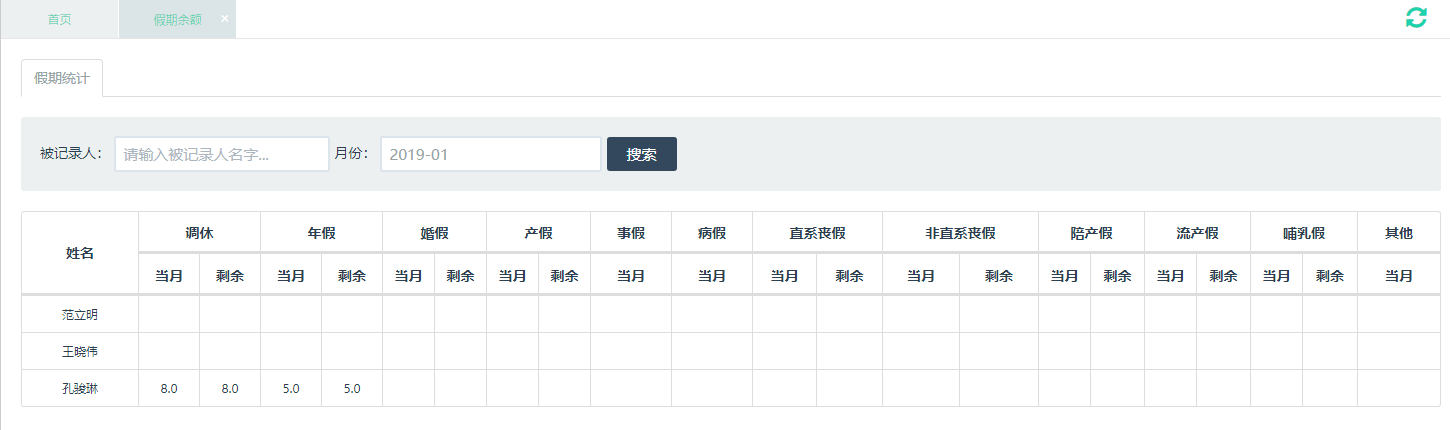 首页 假期余额 ×
假期统计
被记录人： 请输入被记录人名字... 月份： 2019-01 搜索
姓名 调休 年假 婚假 产假 事假 病假 直系丧假 非直系丧假 陪产假 流产假 哺乳假 其他
当月 剩余 当月 剩余 当月 剩余 当月 剩余 当月 当月 当月 剩余 当月 剩余 当月 剩余 当月 剩余 当月 剩余 当月
范立明
王晓伟
孔骏琳 8.0 8.0 5.0 5.0